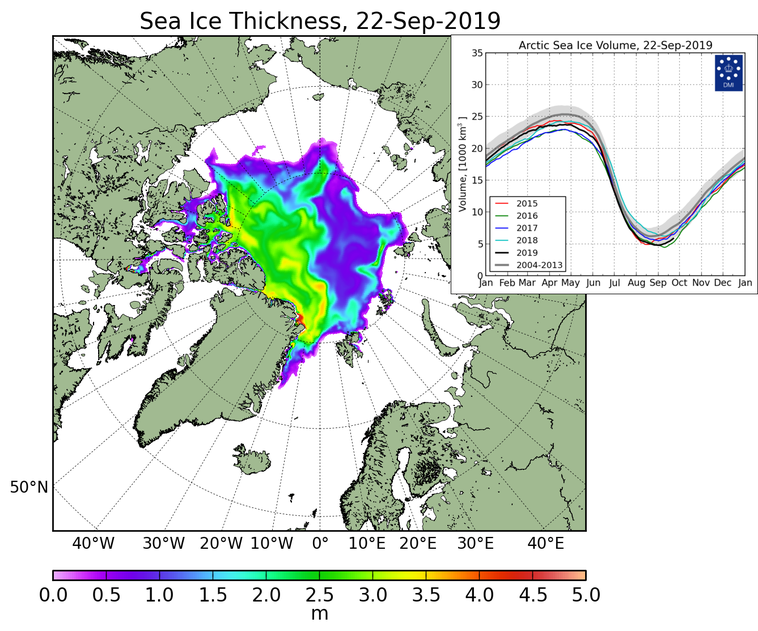 Sea Ice Thickness, 22-Sep-2019
Arctic Sea Ice Volume, 22-Sep-2019
35
30
25
20
15
10
5
0
Volume, [1000 km³]
DMI
2015
2016
2017
2018
2019
2004-2013
Jan Feb Mar Apr May Jun Jul Aug Sep Oct Nov Dec Jan
50°N
40°W 30°W 20°W 10°W 0° 10°E 20°E 30°E 40°E
0.0 0.5 1.0 1.5 2.0 2.5 3.0 3.5 4.0 4.5 5.0
m